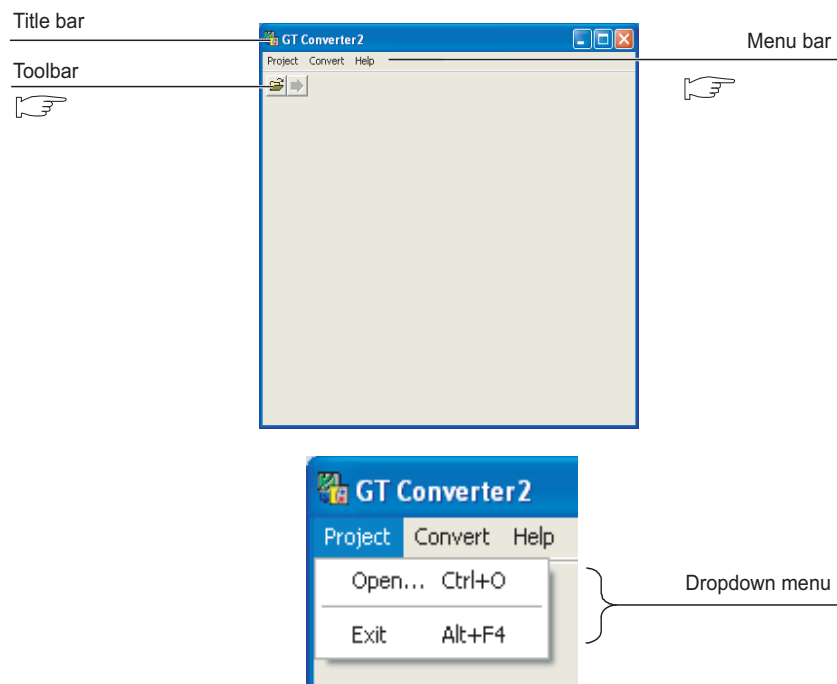 Title bar
GT Converter2
Menu bar
Project Convert Help
Toolbar
GT Converter2
Project Convert Help
Open... Ctrl+O
Exit Alt+F4
Dropdown menu